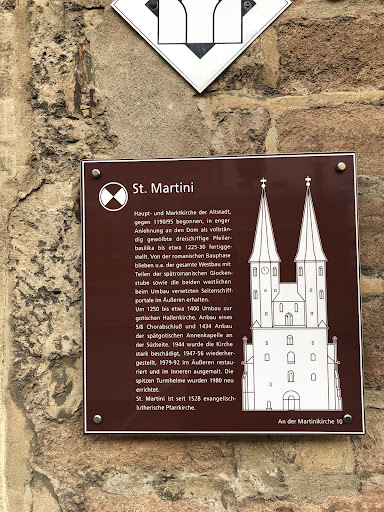 St. Martini
Haupt- und Marktkirche der Altstadt,
gegen 1190/95 begonnen, in enger
Anlehnung an den Dom als vollstän-
dig gewölbte dreischiffige Pfeiler-
basilika bis etwa 1225-30 fertigge-
stellt. Von der romanischen Bauphase
blieben u.a. der gesamte Westbau mit
Teilen der spätromanischen Glocken-
stube sowie die beiden westlichen
beim Umbau versetzten Seitenschiff-
portale im Äußeren erhalten.
Um 1250 bis etwa 1400 Umbau zur
gotischen Hallenkirche, Anbau eines
5/8 Chorabschluß und 1434 Anbau
der spätgotischen Annenkapelle an
der Südseite. 1944 wurde die Kirche
stark beschädigt, 1947-56 wiederher-
gestellt, 1979-92 im Äußeren restau-
riert und im Inneren ausgemalt. Die
spitzen Turmhelme wurden 1980 neu
errichtet.
St. Martini ist seit 1528 evangelisch-
lutherische Pfarrkirche.
An der Martinikirche 10